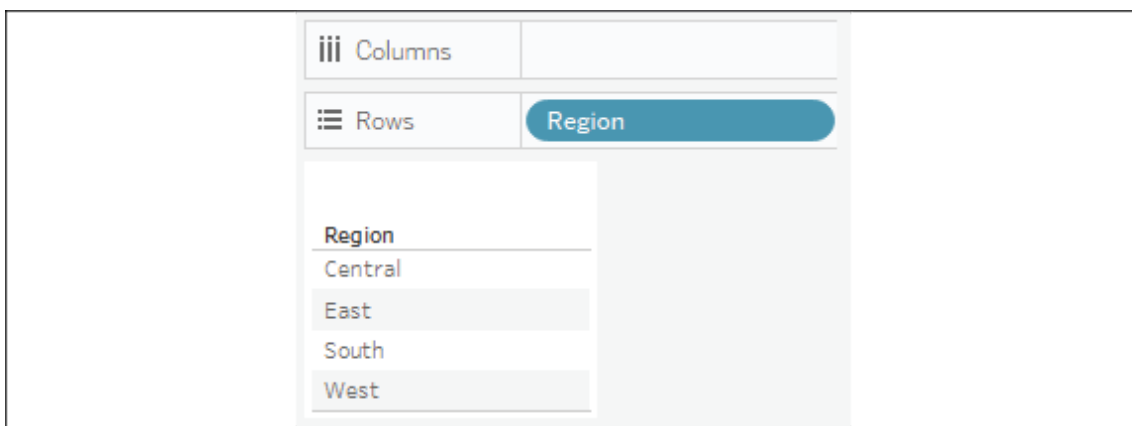 Columns
Rows Region
Region
Central
East
South
West